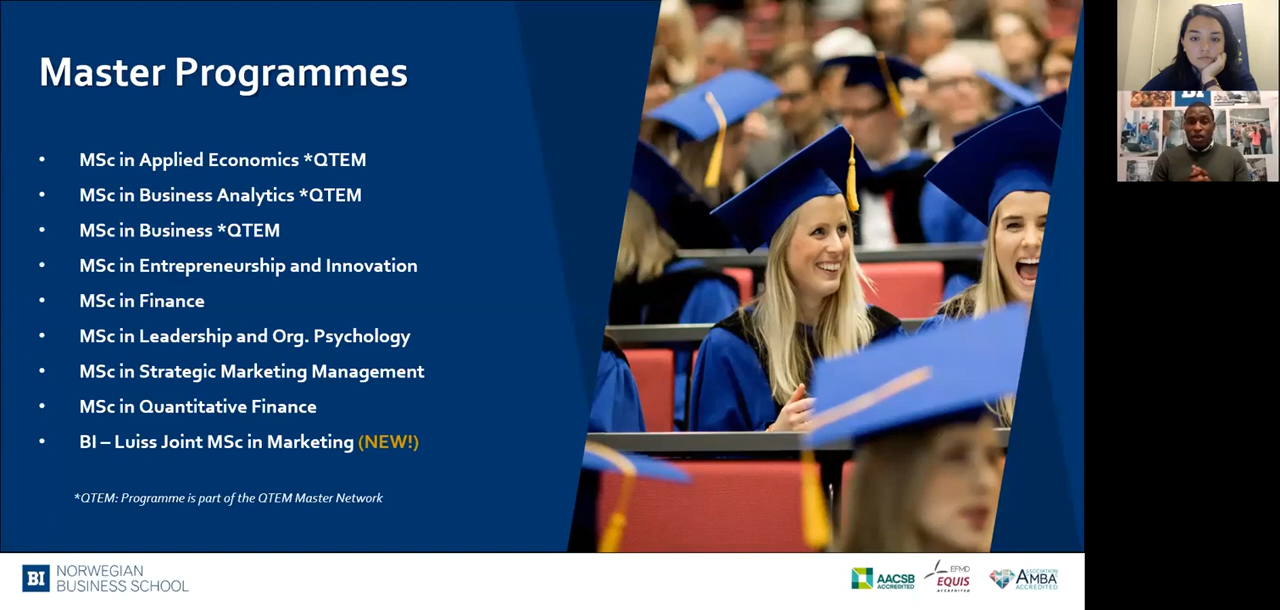 Master Programmes
• MSc in Applied Economics *QTEM
• MSc in Business Analytics *QTEM
• MSc in Business *QTEM
• MSc in Entrepreneurship and Innovation
• MSc in Finance
• MSc in Leadership and Org. Psychology
• MSc in Strategic Marketing Management
• MSc in Quantitative Finance
• BI – Luiss Joint MSc in Marketing (NEW!)
*QTEM: Programme is part of the QTEM Master Network
BI NORWEGIAN
BUSINESS SCHOOL
AACSB
ACCREDITED
EFMD
EQUIS
ACCREDITED
ASSOCIATION
AMBA
ACCREDITED
BI